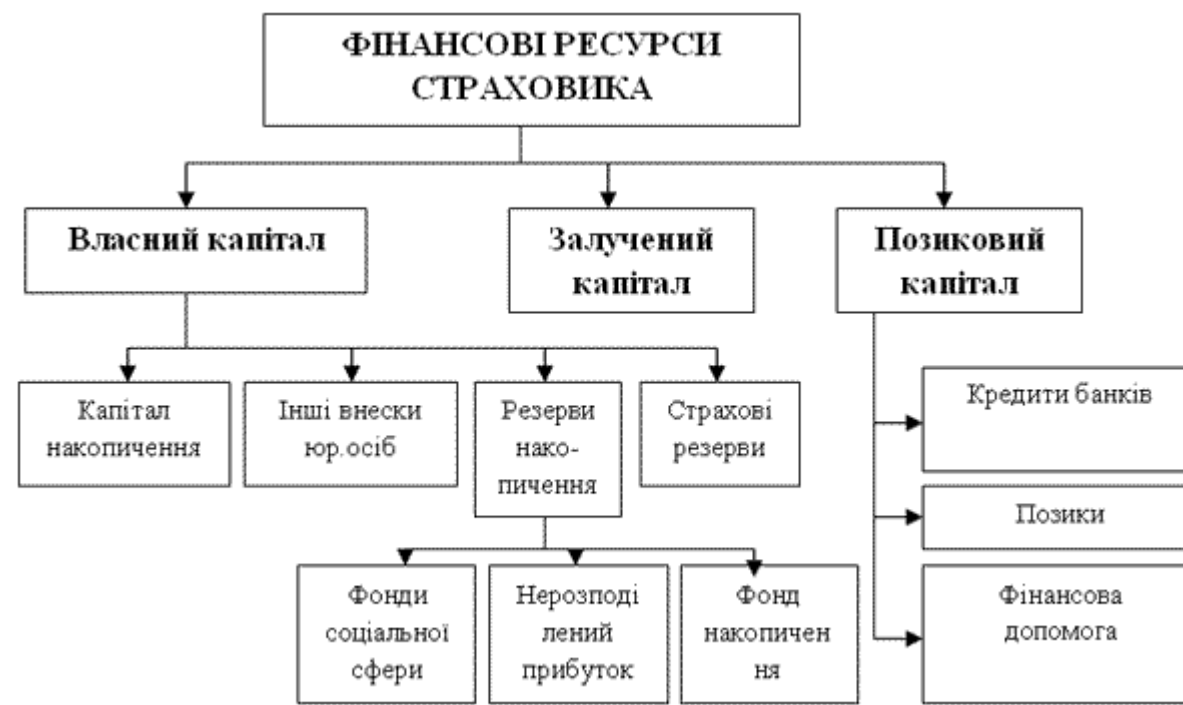 ФІНАНСОВІ РЕСУРСИ
СТРАХОВИКА
Власний капітал
Залучений
капітал
Позиковий
капітал
Капітал
накопичення
Інші внески
юр.осіб
Резерви
нако-
пичення
Страхові
резерви
Кредити банків
Позики
Фінансова
допомога
Фонди
соціальної
сфери
Нерозподі
лений
прибуток
Фонд
накопичен
ня